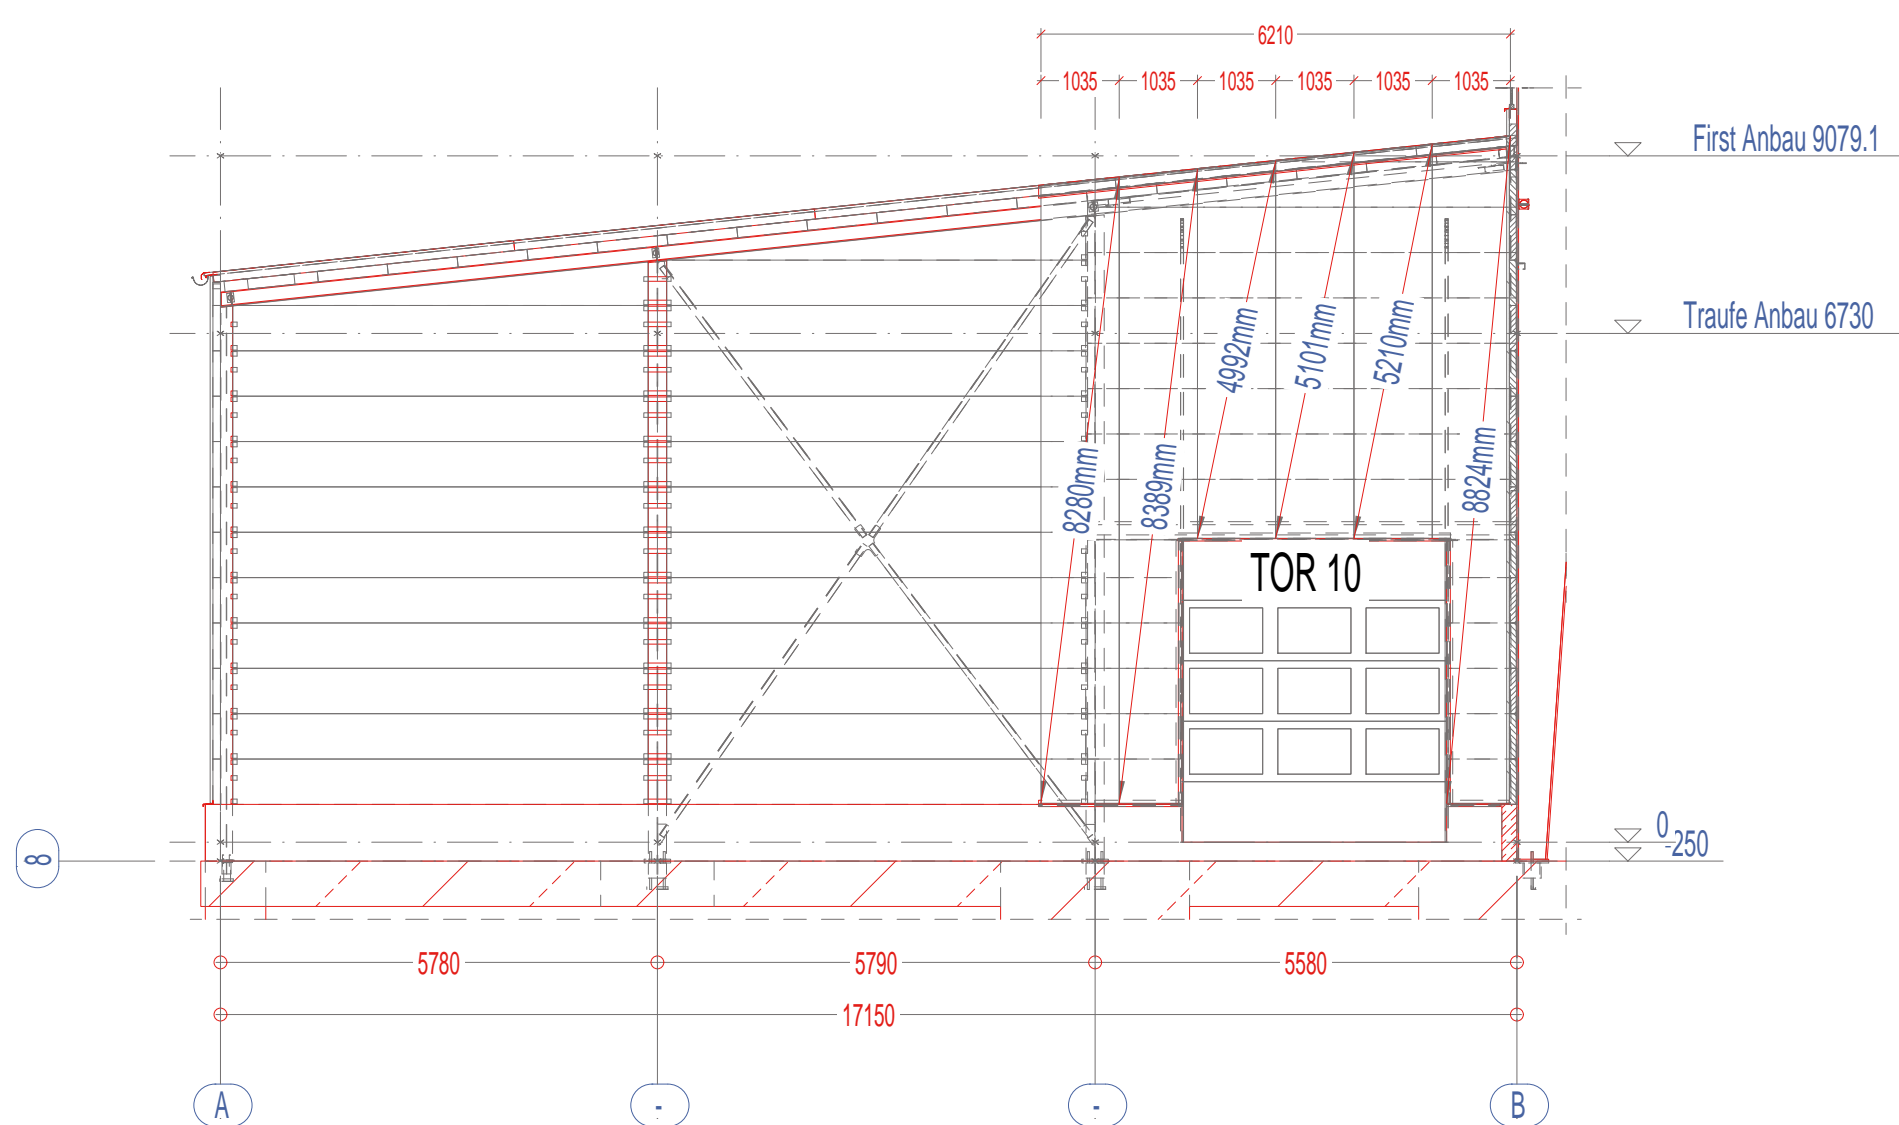 6210
1035 1035 1035 1035 1035 1035
First Anbau 9079.1
Traufe Anbau 6730
4992mm 5101mm 5210mm
8280mm 8389mm 8824mm
TOR 10
0
-250
8
5780 5790 5580
17150
A - - B